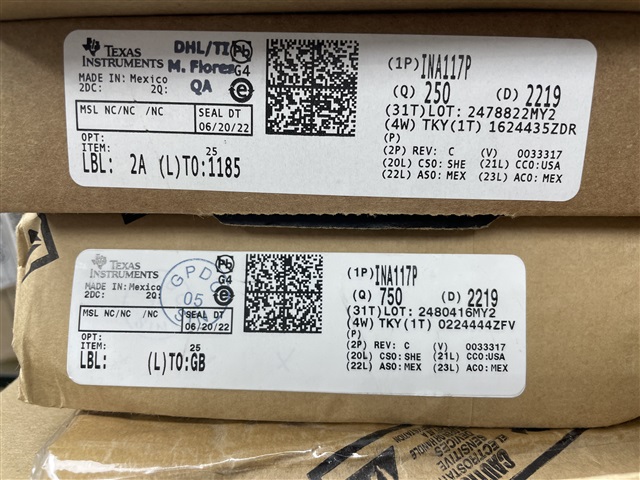 TEXAS
INSTRUMENTS
DHL/TI
M. Flores
QA
Pb
G4
e
MADE IN: Mexico
2DC: 2Q:
MSL NC/NC /NC
SEAL DT
06/20/22
OPT:
ITEM: 25
LBL: 2A (L)TO:1185
(1P) INA117P
(Q) 250 (D) 2219
(31T) LOT: 2478822MY2
(4W) TKY(1T) 1624435ZDR
(P)
(2P) REV: C (V) 0033317
(20L) CSO: SHE (21L) CCO:USA
(22L) ASO: MEX (23L) ACO: MEX
TEXAS
INSTRUMENTS
Pb
G4
e
MADE IN: Mexico
2DC: 2Q:
GPDC
05
MSL NC/NC /NC
SEAL DT
06/20/22
OPT:
ITEM: 25
LBL: (L)TO:GB
(1P) INA117P
(Q) 750 (D) 2219
(31T) LOT: 2480416MY2
(4W) TKY(1T) 0224444ZFV
(P)
(2P) REV: C (V) 0033317
(20L) CSO: SHE (21L) CCO:USA
(22L) ASO: MEX (23L) ACO: MEX